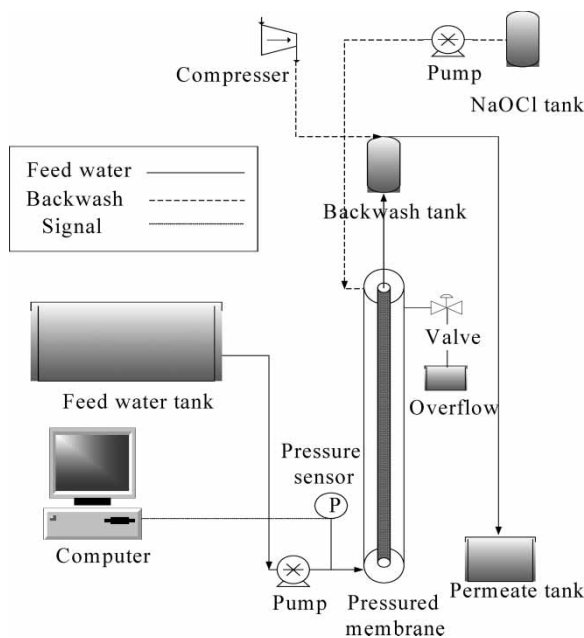 Compresser
Pump
NaOCl tank
Feed water
Backwash
Signal
Backwash tank
Valve
Overflow
Feed water tank
Pressure
sensor
P
Computer
Pump
Pressured
membrane
Permeate tank